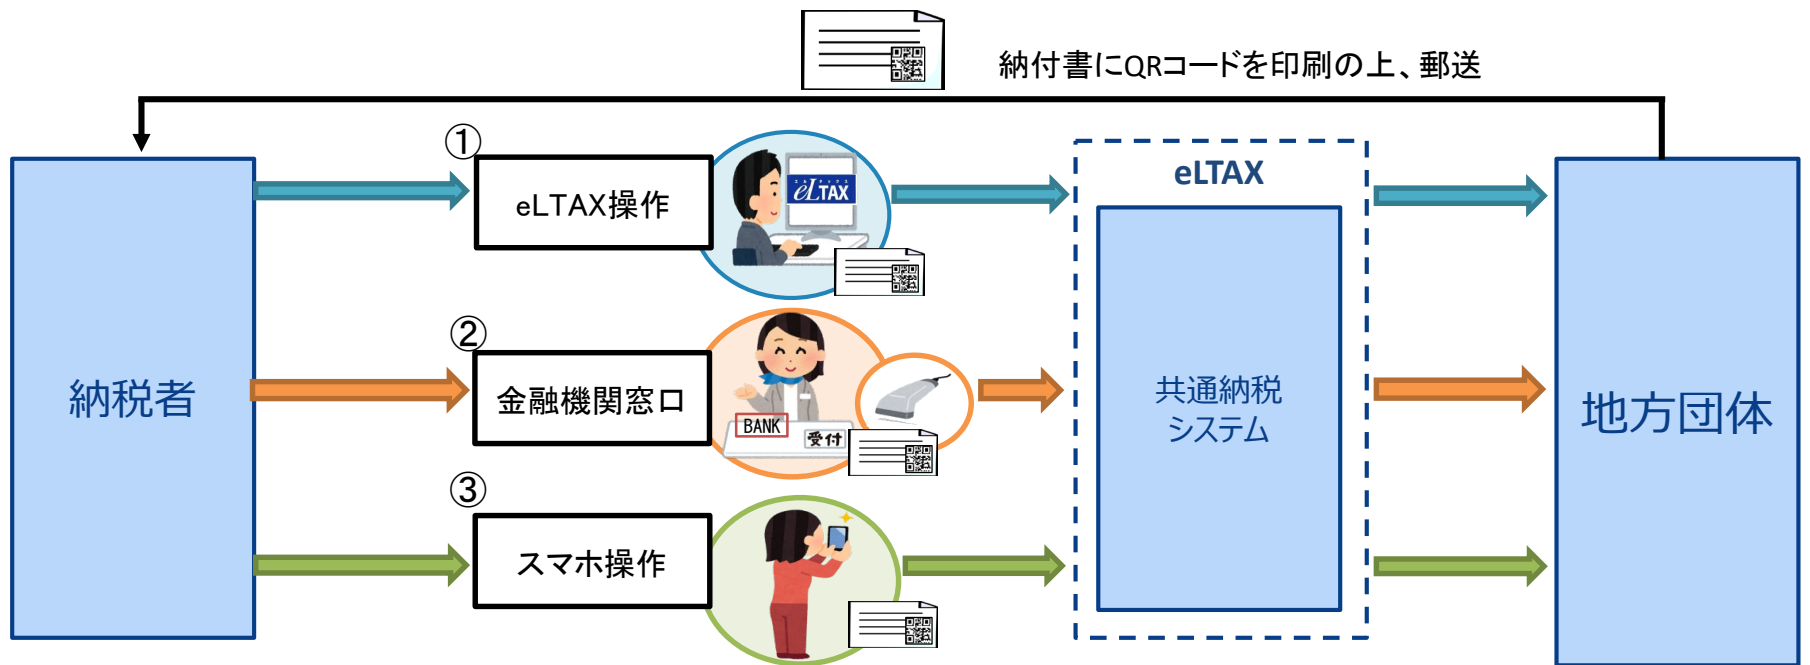 納付書にQRコードを印刷の上、郵送
納税者
①
eLTAX操作
eLTAX
②
金融機関窓口
BANK
受付
③
スマホ操作
eLTAX
共通納税
システム
地方団体